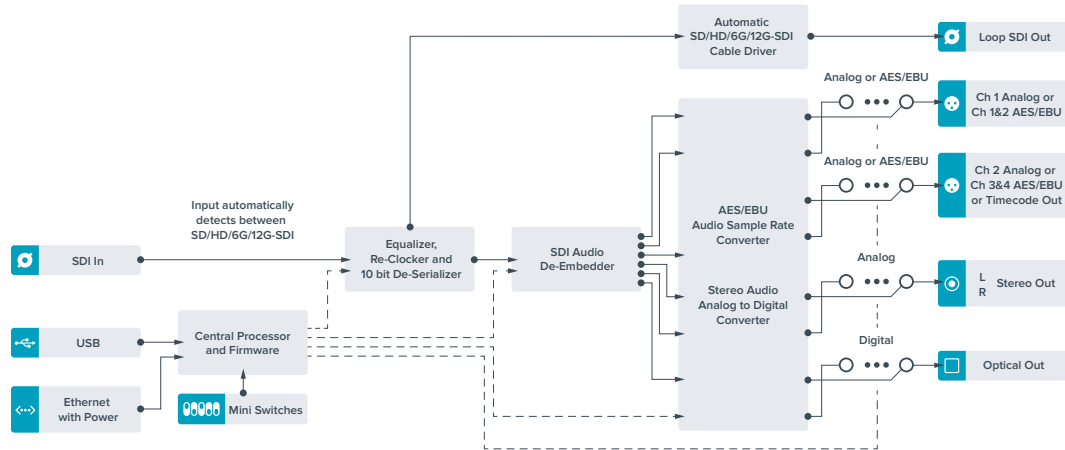 Automatic
SD/HD/6G/12G-SDI
Cable Driver
Loop SDI Out
Analog or AES/EBU
Ch 1 Analog or
Ch 1&2 AES/EBU
Analog or AES/EBU
Ch 2 Analog or
Ch 3&4 AES/EBU
or Timecode Out
Input automatically
detects between
SD/HD/6G/12G-SDI
AES/EBU
Audio Sample Rate
Converter
SDI In
Equalizer,
Re-Clocker and
10 bit De-Serializer
SDI Audio
De-Embedder
Analog
L
R
Stereo Out
Stereo Audio
Analog to Digital
Converter
USB
Central Processor
and Firmware
Digital
Optical Out
Ethernet
with Power
Mini Switches